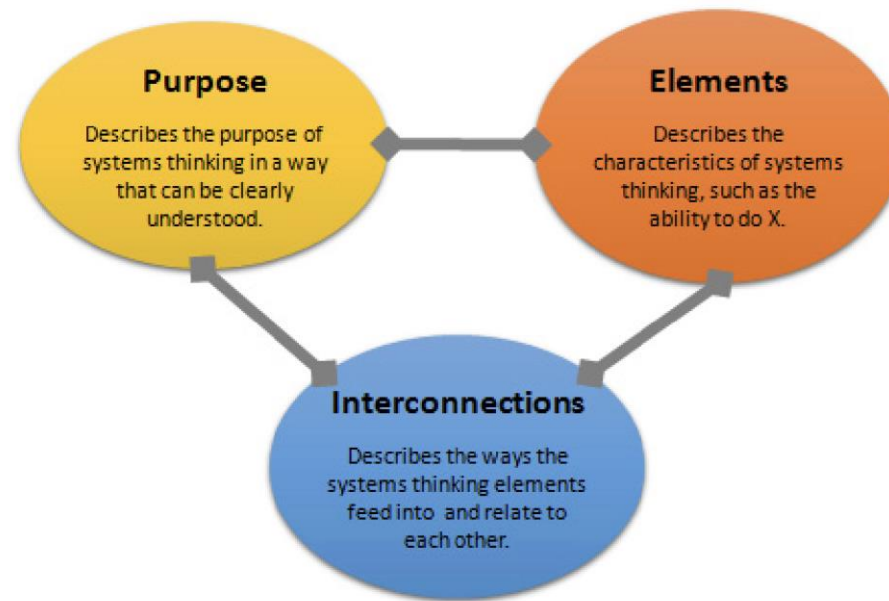 Purpose
Describes the purpose of
systems thinking in a way
that can be clearly
understood.
Elements
Describes the
characteristics of systems
thinking, such as the
ability to do X.
Interconnections
Describes the ways the
systems thinking elements
feed into and relate to
each other.